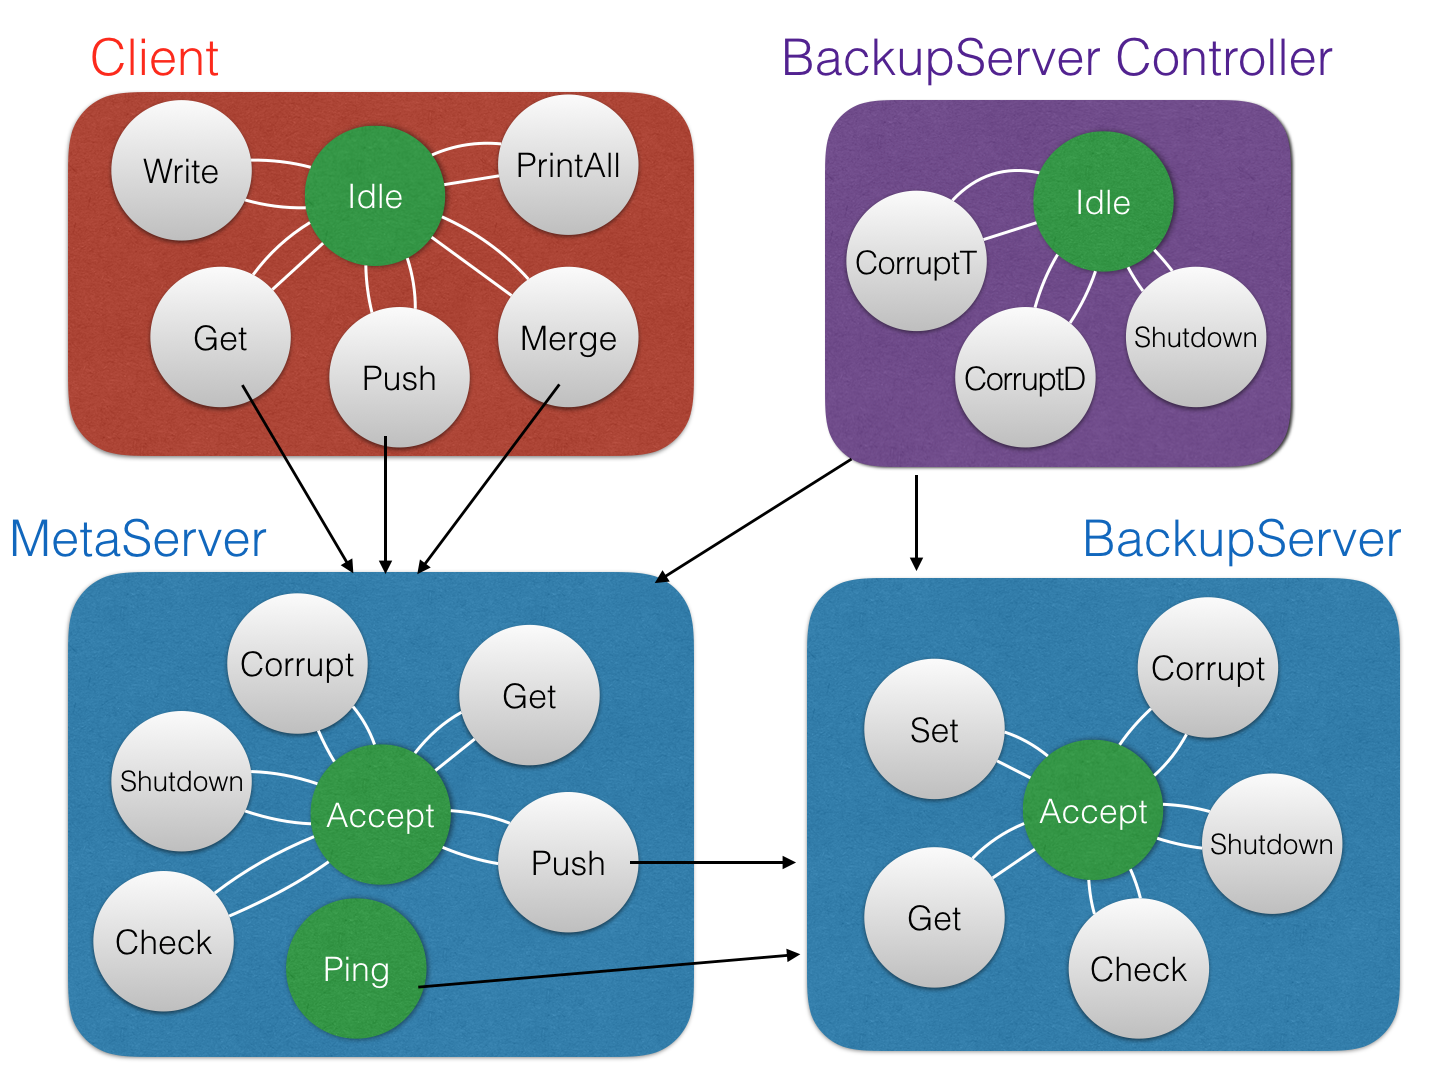 Client
BackupServer Controller
Write
Idle
PrintAll
Get
Push
Merge
Idle
CorruptT
CorruptD
Shutdown
MetaServer
BackupServer
Corrupt
Get
Shutdown
Accept
Push
Check
Ping
Corrupt
Set
Accept
Shutdown
Get
Check